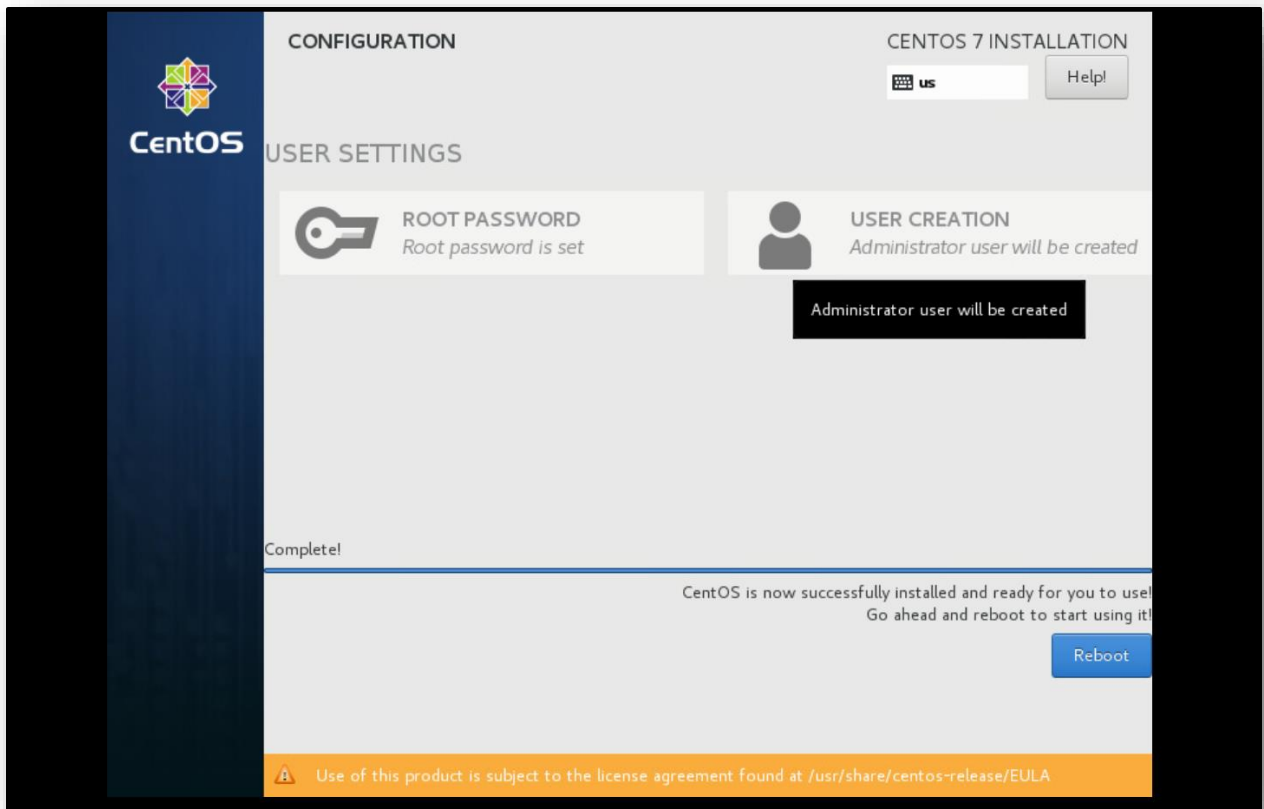 CONFIGURATION
CENTOS 7 INSTALLATION
us
Help!
CentOS
USER SETTINGS
ROOT PASSWORD
Root password is set
USER CREATION
Administrator user will be created
Administrator user will be created
Complete!
CentOS is now successfully installed and ready for you to use!
Go ahead and reboot to start using it!
Reboot
Use of this product is subject to the license agreement found at /usr/share/centos-release/EULA